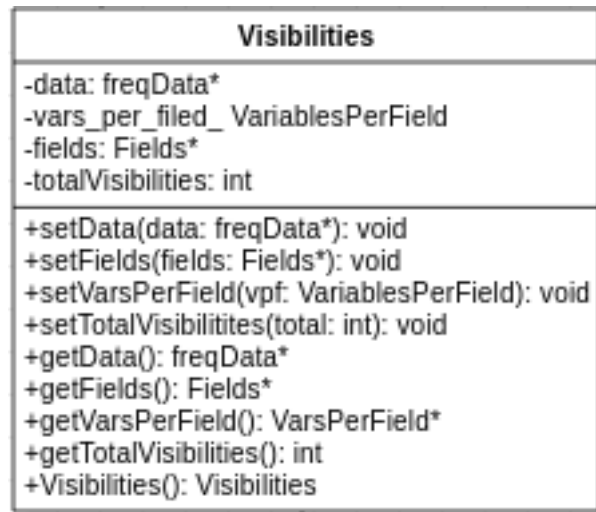 Visibilities
-data: freqData*
-vars_per_filed_ VariablesPerField
-fields: Fields*
-totalVisibilities: int
+setData(data: freqData*): void
+setFields(fields: Fields*): void
+setVarsPerField(vpf: VariablesPerField): void
+setTotalVisibilitites(total: int): void
+getData(): freqData*
+getFields(): Fields*
+getVarsPerField(): VarsPerField*
+getTotalVisibilities(): int
+Visibilities(): Visibilities